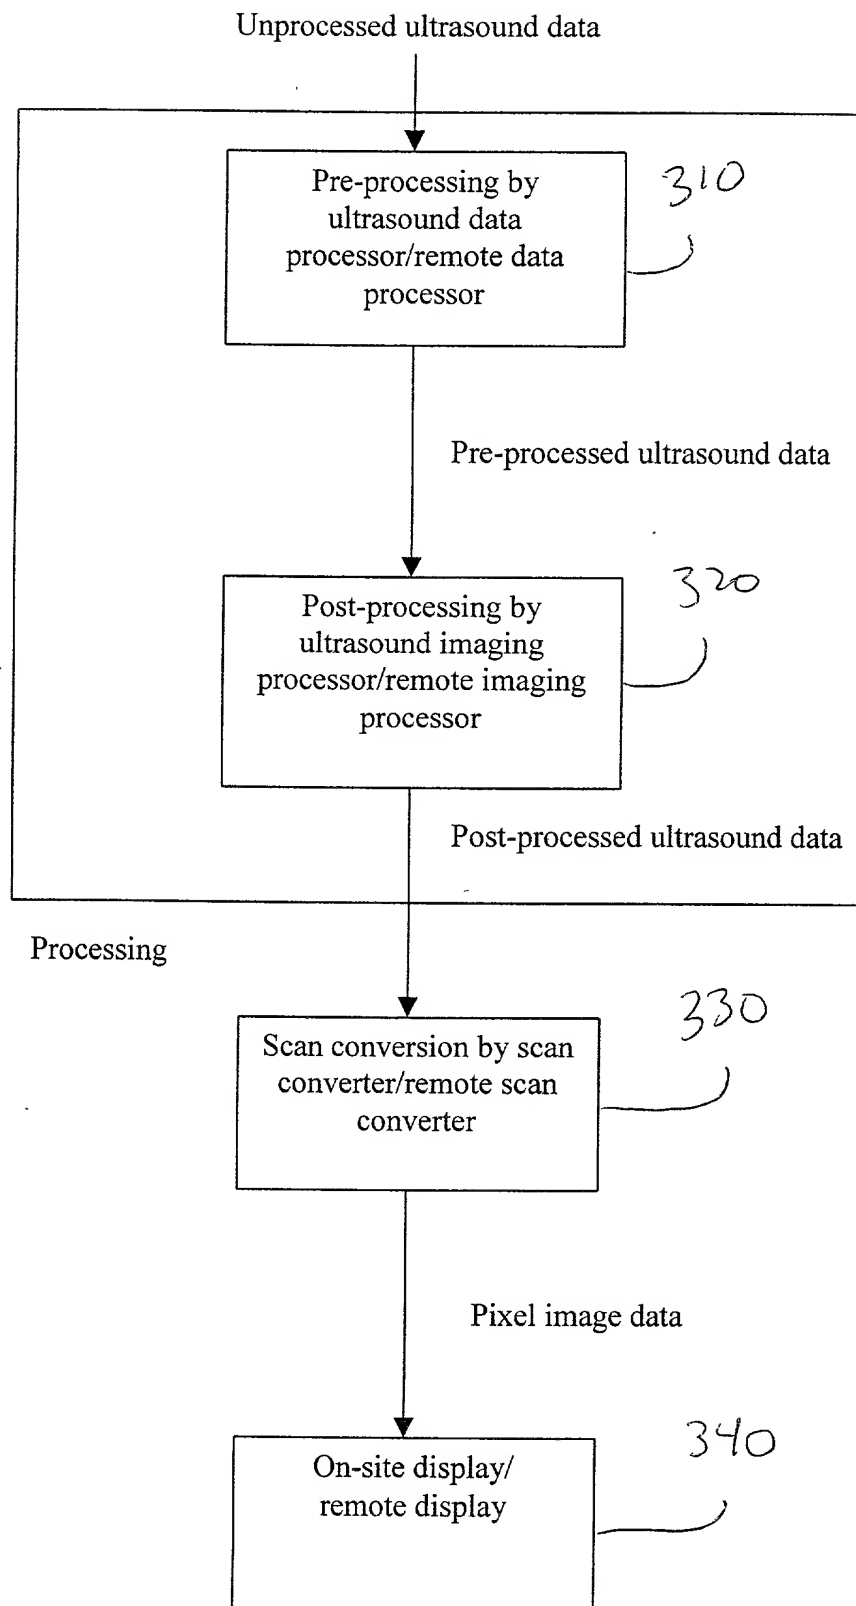 Unprocessed ultrasound data
Pre-processing by
ultrasound data
processor/remote data
processor
310
Pre-processed ultrasound data
Post-processing by
ultrasound imaging
processor/remote imaging
processor
320
Post-processed ultrasound data
Processing
Scan conversion by scan
converter/remote scan
converter
330
Pixel image data
On-site display/
remote display
340